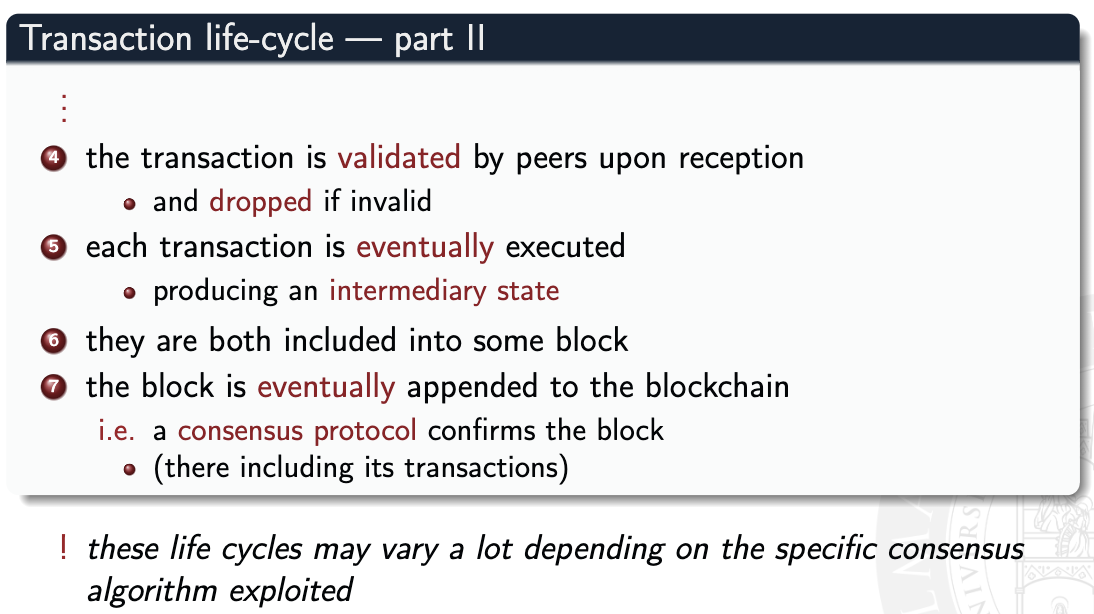 Transaction life-cycle — part II
⋮
4 the transaction is validated by peers upon reception
• and dropped if invalid
5 each transaction is eventually executed
• producing an intermediary state
6 they are both included into some block
7 the block is eventually appended to the blockchain
i.e. a consensus protocol confirms the block
• (there including its transactions)
! these life cycles may vary a lot depending on the specific consensus
algorithm exploited